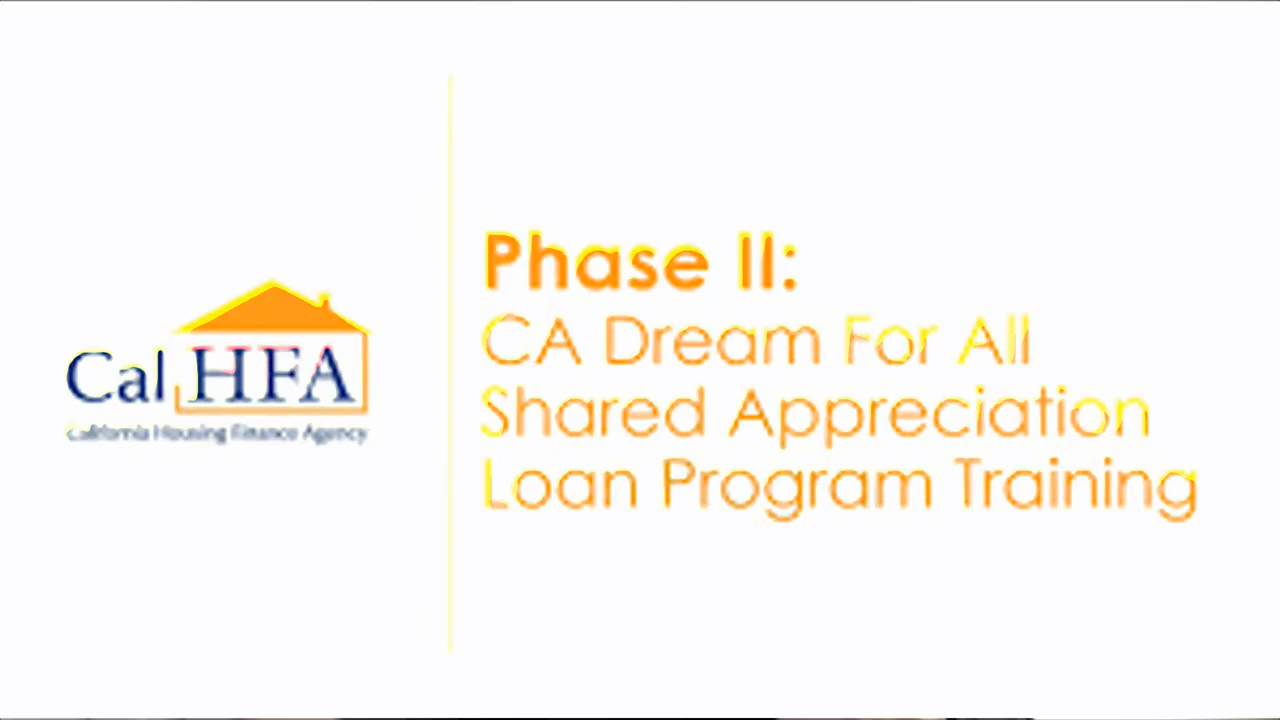 Cal HFA
California Housing Finance Agency
Phase II:
CA Dream For All
Shared Appreciation
Loan Program Training